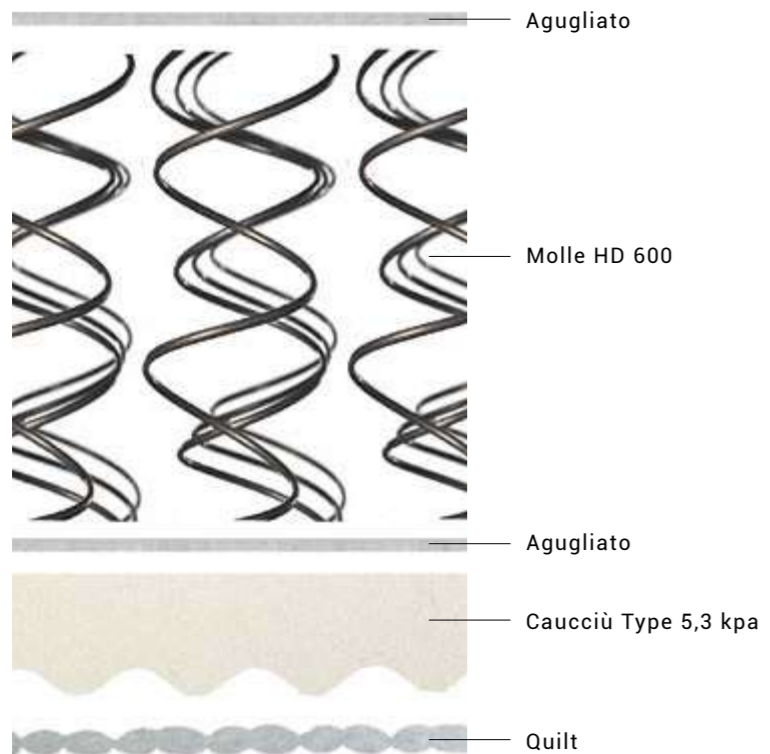 Agugliato
Molle HD 600
Agugliato
Caucciù Type 5,3 kpa
Quilt